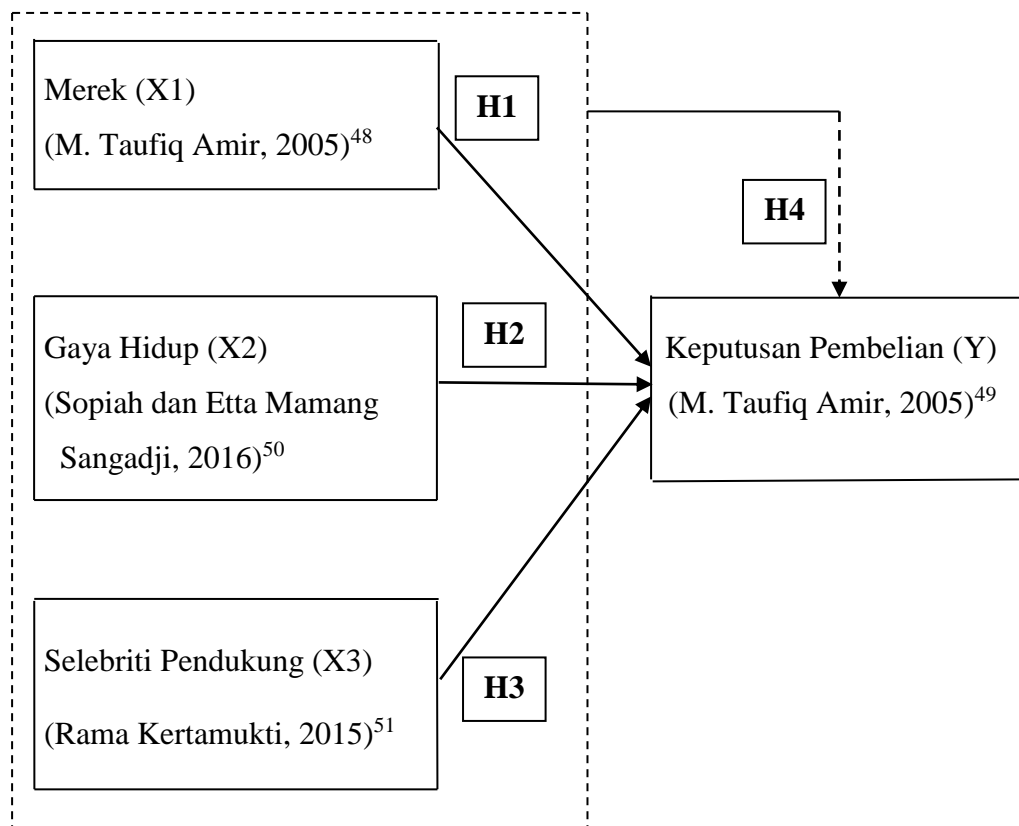 Merek (X1)
(M. Taufiq Amir, 2005)48
H1
H4
Gaya Hidup (X2)
(Sopiah dan Etta Mamang
Sangadji, 2016)50
H2
Keputusan Pembelian (Y)
(M. Taufiq Amir, 2005)49
Selebriti Pendukung (X3)
(Rama Kertamukti, 2015)51
H3